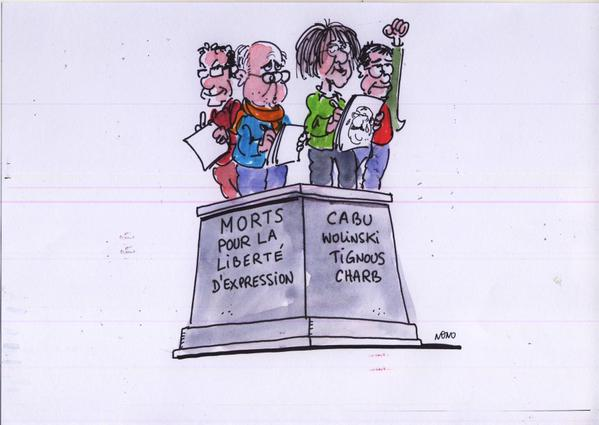 MORTS
POUR LA
LIBERTÉ
D'EXPRESSION
CABU
WOLINSKI
TIGNOUS
CHARB
NONO